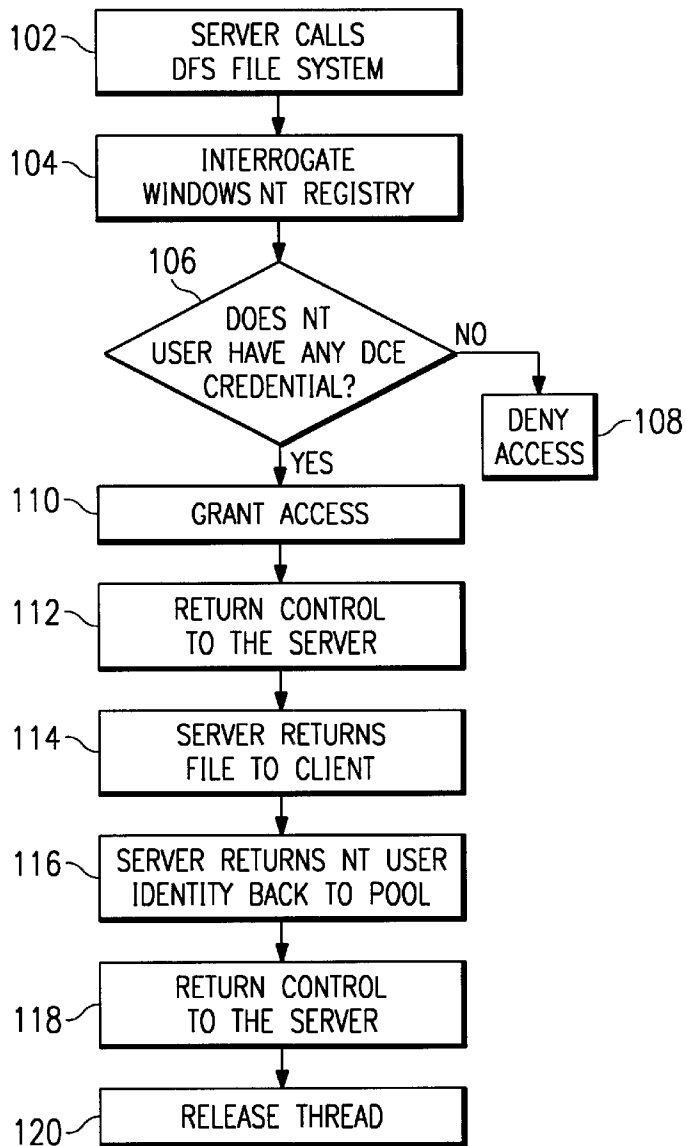 102
SERVER CALLS
DFS FILE SYSTEM
104
INTERROGATE
WINDOWS NT REGISTRY
106
DOES NT
USER HAVE ANY DCE
CREDENTIAL?
NO
DENY
ACCESS
108
YES
110
GRANT ACCESS
112
RETURN CONTROL
TO THE SERVER
114
SERVER RETURNS
FILE TO CLIENT
116
SERVER RETURNS NT USER
IDENTITY BACK TO POOL
118
RETURN CONTROL
TO THE SERVER
120
RELEASE THREAD